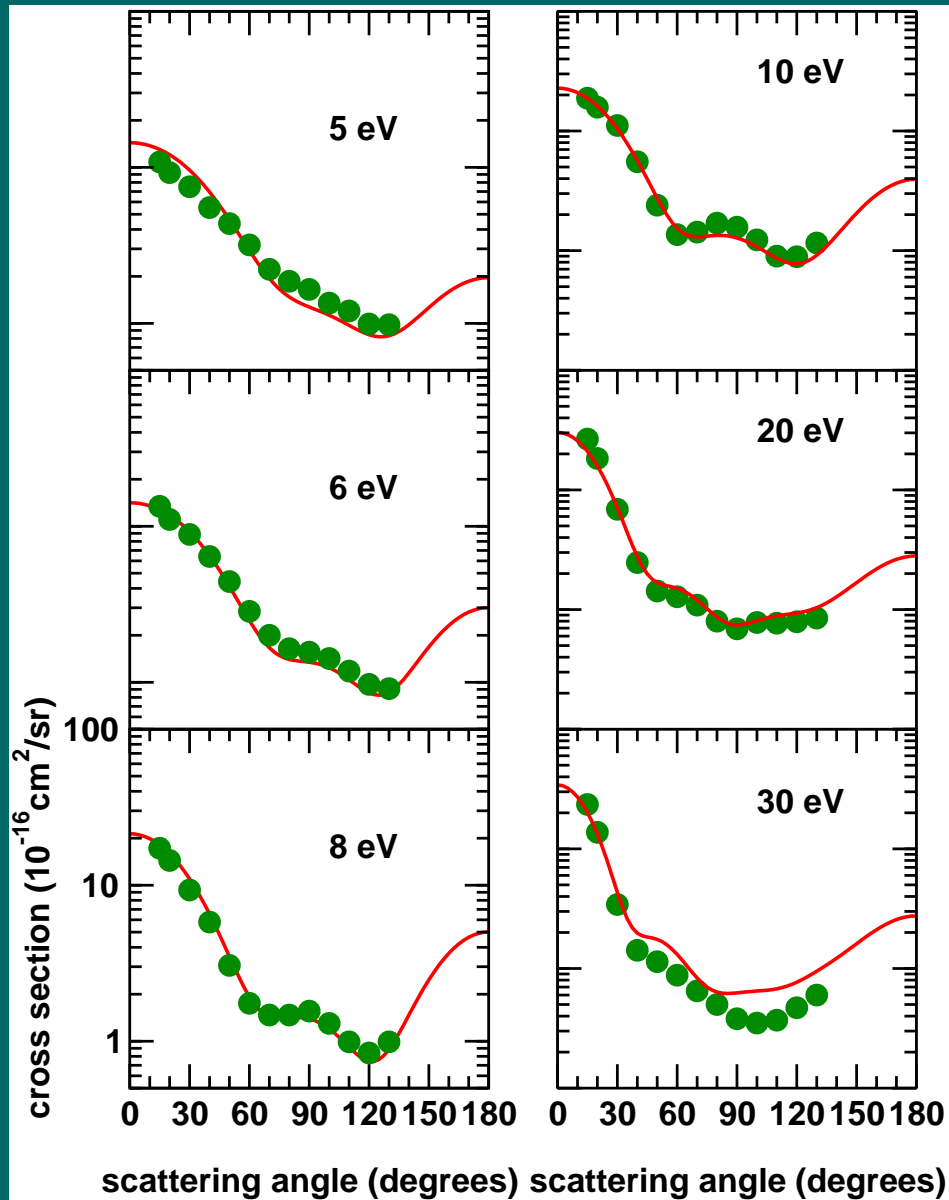 5 eV
10 eV
6 eV
20 eV
100
8 eV
30 eV
10
1
cross section (10⁻¹⁶cm²/sr)
0 30 60 90 120 150 180
0 30 60 90 120 150 180
scattering angle (degrees)
scattering angle (degrees)